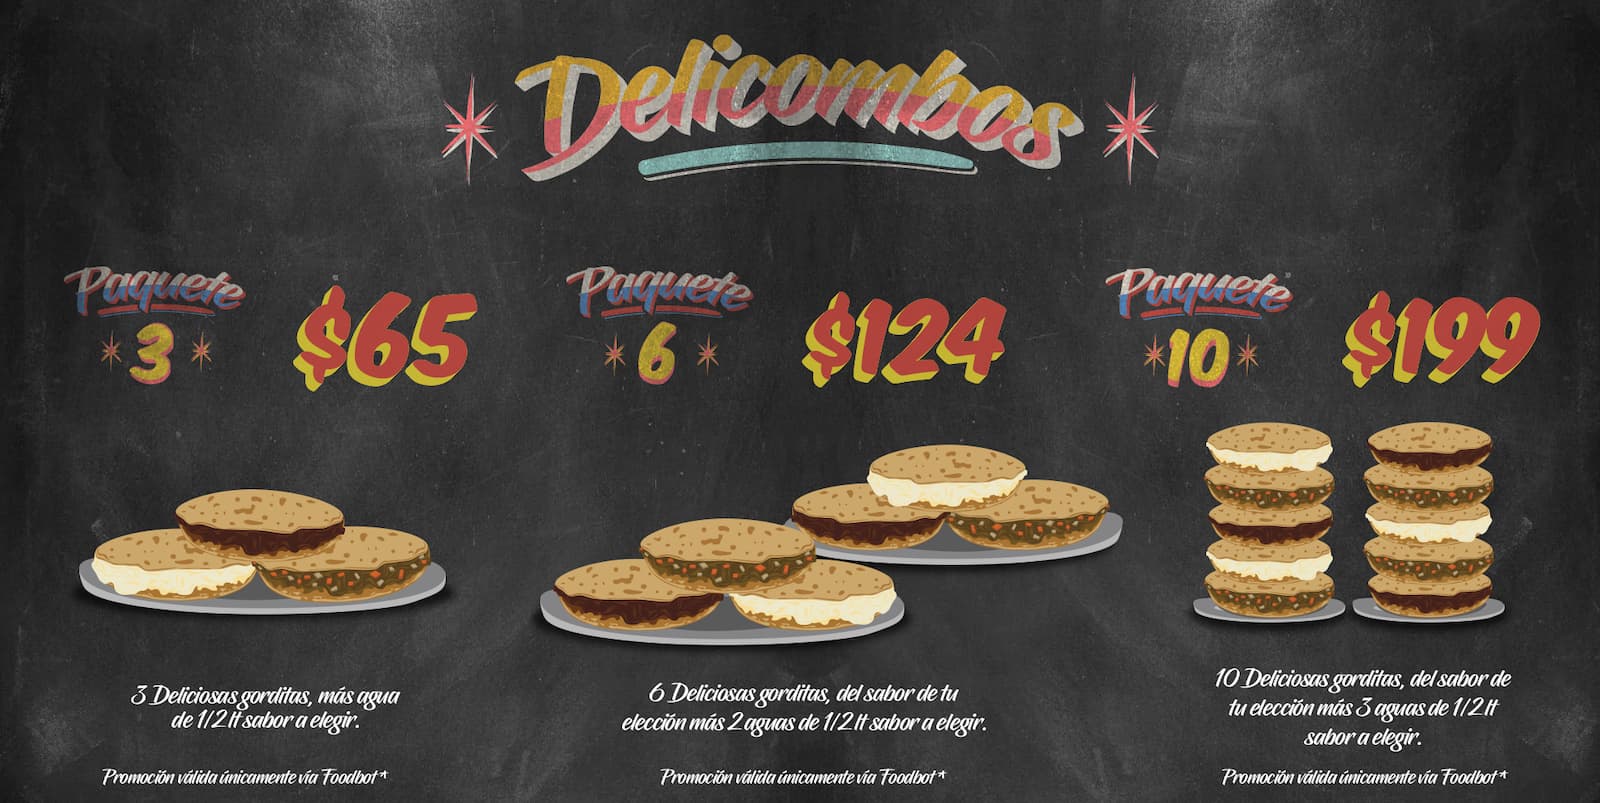 Delicombos
Paquete
3
$65
3 Deliciosas gorditas, más agua
de 1/2 lt sabor a elegir.
Promoción válida únicamente vía Foodbot*
Paquete
6
$124
6 Deliciosas gorditas, del sabor de tu
elección más 2 aguas de 1/2 lt sabor a elegir.
Promoción válida únicamente vía Foodbot*
Paquete
10
$199
10 Deliciosas gorditas, del sabor de
tu elección más 3 aguas de 1/2 lt
sabor a elegir.
Promoción válida únicamente vía Foodbot*